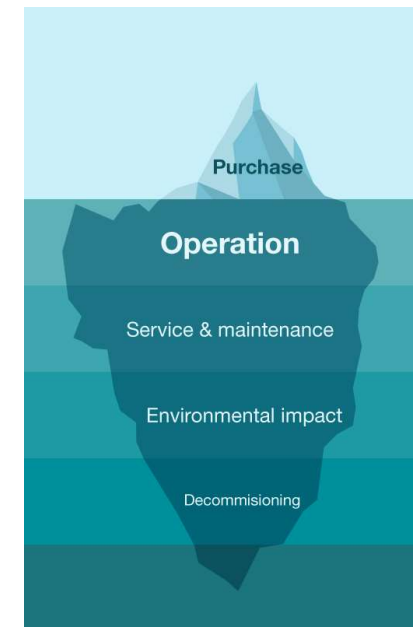 Purchase
Operation
Service & maintenance
Environmental impact
Decommisioning